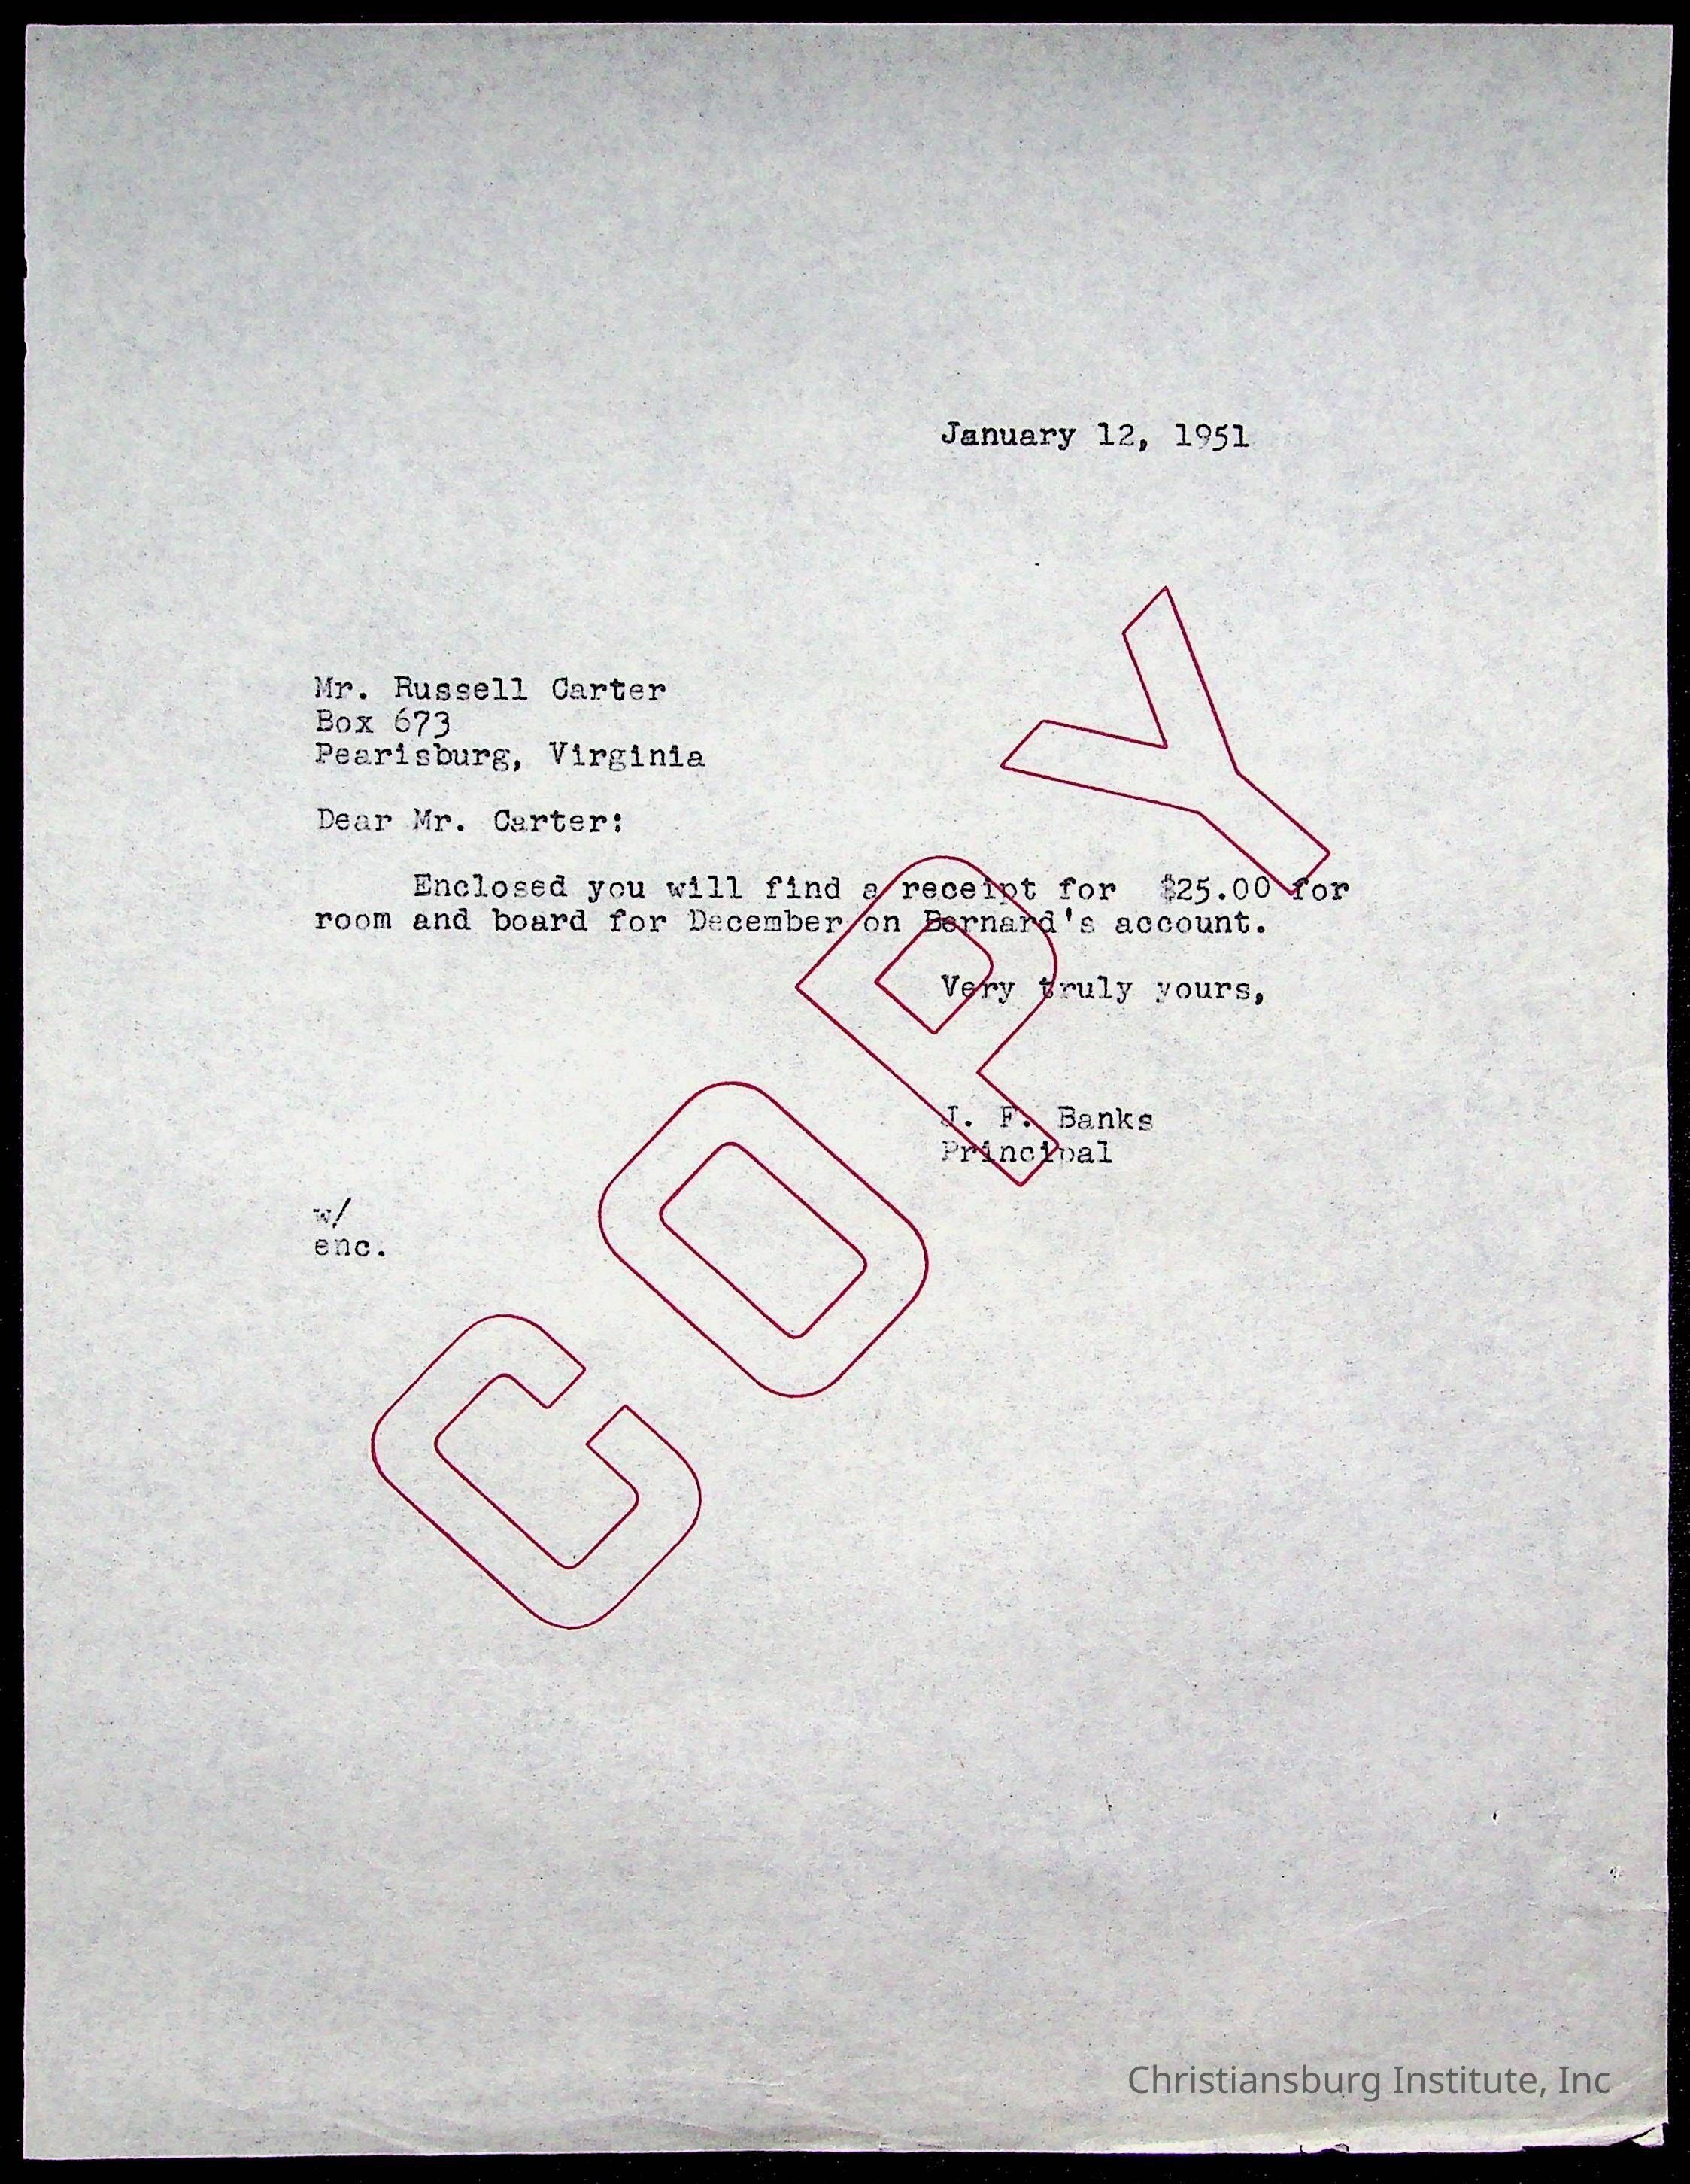 January 12, 1951
Mr. Russell Carter
Box 673
Pearisburg, Virginia
Dear Mr. Carter:
Enclosed you will find a receipt for $25.00 for
room and board for December on Bernard's account.
Very truly yours,
J. F. Banks
Principal
w/
enc.
COPY
Christiansburg Institute, Inc